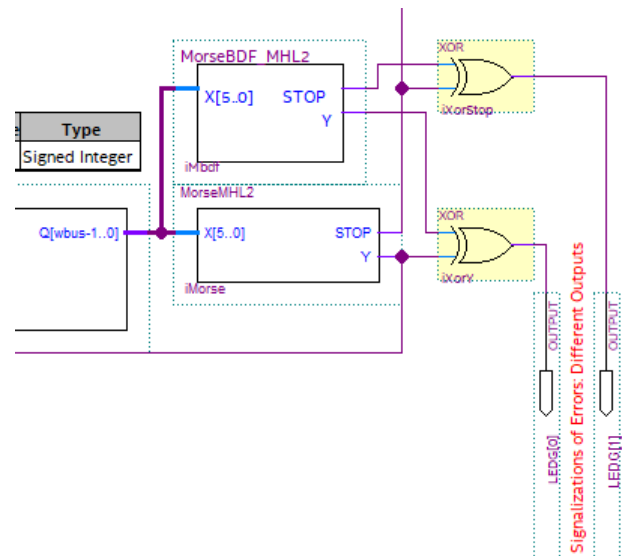 MorseBDF_MHL2
XOR
X[5..0]
STOP
Y
iXorStop
Type
Signed Integer
iMbdf
MorseMHL2
XOR
Q[wbus-1..0]
X[5..0]
STOP
Y
iMorse
iXorY
OUTPUT
OUTPUT
Signalizations of Errors: Different Outputs
LEDG[0]
LEDG[1]